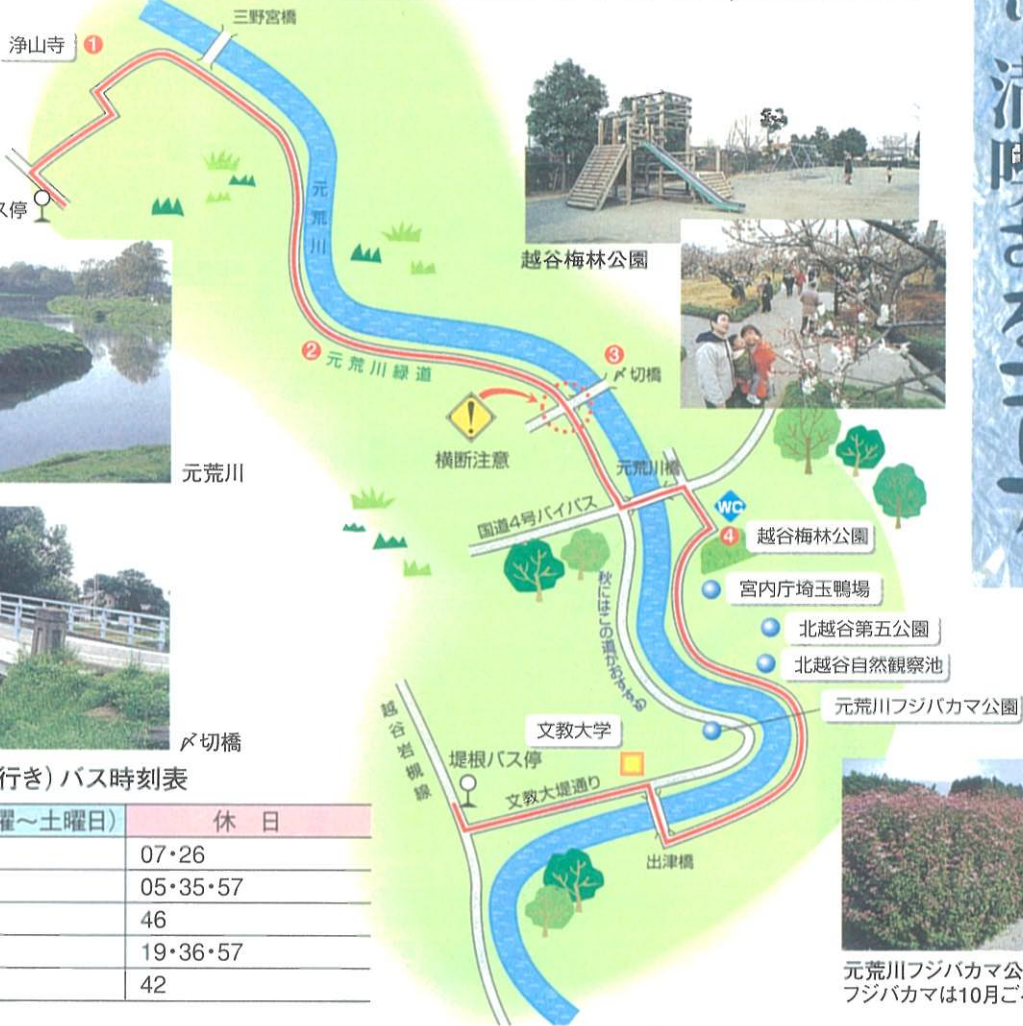 三野宮橋
浄山寺
1
ス停
元荒川
越谷梅林公園
2
元荒川緑道
3
〆切橋
!
横断注意
元荒川
元荒川橋
国道4号バイパス
WC
4
越谷梅林公園
宮内庁埼玉鴨場
北越谷第五公園
北越谷自然観察池
元荒川フジバカマ公園
秋にはこの道がおすすめ
文教大学
越谷岩槻線
堤根バス停
文教大堤通り
出津橋
〆切橋
行き)バス時刻表
曜〜土曜日)
休 日
07・26
05・35・57
46
19・36・57
42
元荒川フジバカマ公
フジバカマは10月ご